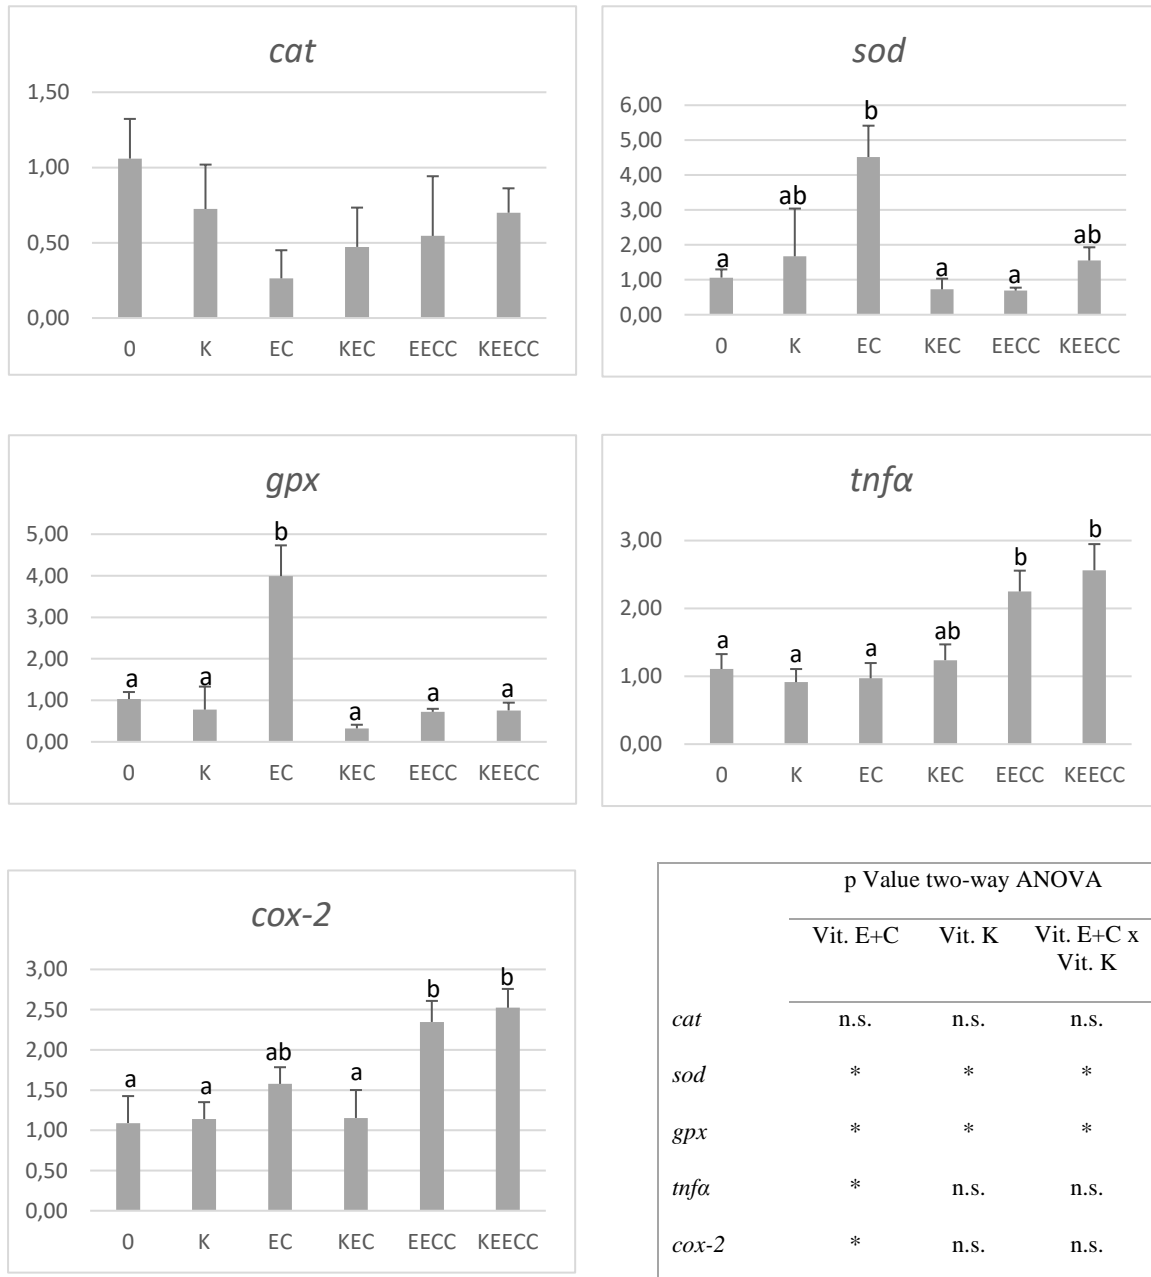 cat
1,50
1,00
0,50
0,00
0 K EC KEC EECC KEECC
sod
6,00
5,00
4,00
3,00
2,00
1,00
0,00
a ab b a a ab
0 K EC KEC EECC KEECC
gpx
5,00
4,00
3,00
2,00
1,00
0,00
a a b a a a
0 K EC KEC EECC KEECC
tnfα
3,00
2,00
1,00
0,00
a a a ab b b
0 K EC KEC EECC KEECC
cox-2
3,00
2,50
2,00
1,50
1,00
0,50
0,00
a a ab a b b
0 K EC KEC EECC KEECC
p Value two-way ANOVA
Vit. E+C Vit. K Vit. E+C x
Vit. K
cat n.s. n.s. n.s.
sod * * *
gpx * * *
tnfα * n.s. n.s.
cox-2 * n.s. n.s.